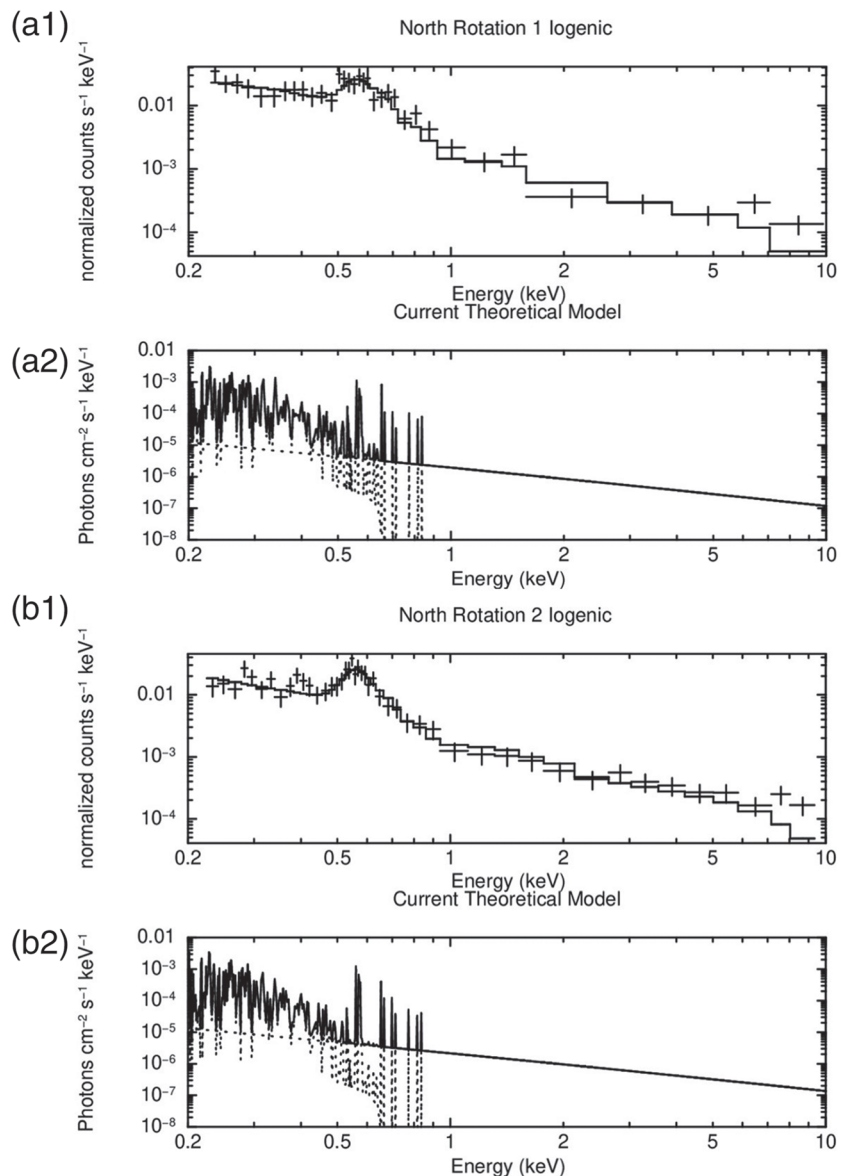 (a1)
North Rotation 1 Iogenic
normalized counts s⁻¹ keV⁻¹
0.01
10⁻³
10⁻⁴
0.2 0.5 1 2 5 10
Energy (keV)
Current Theoretical Model
(a2)
Photons cm⁻² s⁻¹ keV⁻¹
0.01
10⁻³
10⁻⁴
10⁻⁵
10⁻⁶
10⁻⁷
10⁻⁸
0.2 0.5 1 2 5 10
Energy (keV)
(b1)
North Rotation 2 Iogenic
normalized counts s⁻¹ keV⁻¹
0.01
10⁻³
10⁻⁴
0.2 0.5 1 2 5 10
Energy (keV)
Current Theoretical Model
(b2)
Photons cm⁻² s⁻¹ keV⁻¹
0.01
10⁻³
10⁻⁴
10⁻⁵
10⁻⁶
10⁻⁷
10⁻⁸
0.2 0.5 1 2 5 10
Energy (keV)